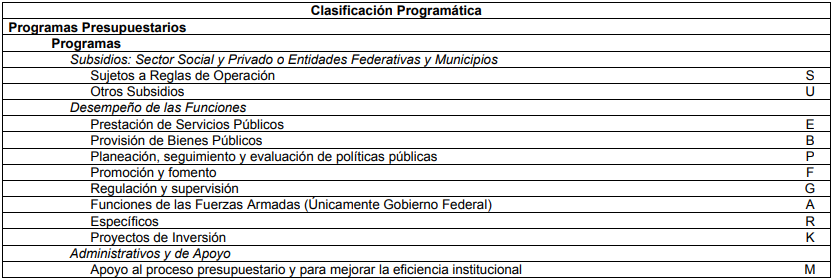 Clasificación Programática
Programas Presupuestarios
Programas
Subsidios: Sector Social y Privado o Entidades Federativas y Municipios
Sujetos a Reglas de Operación S
Otros Subsidios U
Desempeño de las Funciones
Prestación de Servicios Públicos E
Provisión de Bienes Públicos B
Planeación, seguimiento y evaluación de políticas públicas P
Promoción y fomento F
Regulación y supervisión G
Funciones de las Fuerzas Armadas (Únicamente Gobierno Federal) A
Específicos R
Proyectos de Inversión K
Administrativos y de Apoyo
Apoyo al proceso presupuestario y para mejorar la eficiencia institucional M